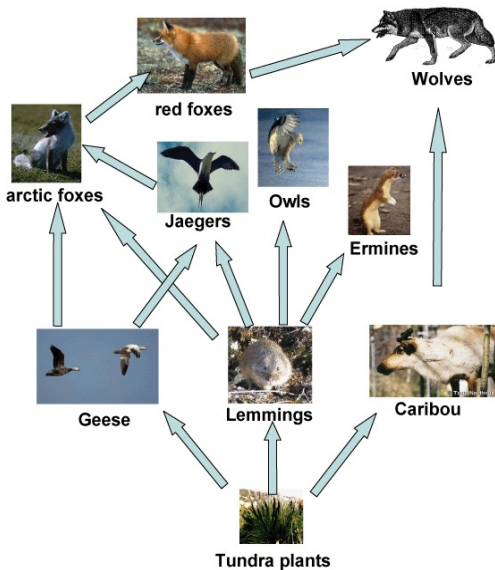 Wolves
red foxes
arctic foxes
Jaegers
Owls
Ermines
Geese
Lemmings
Caribou
Tundra plants